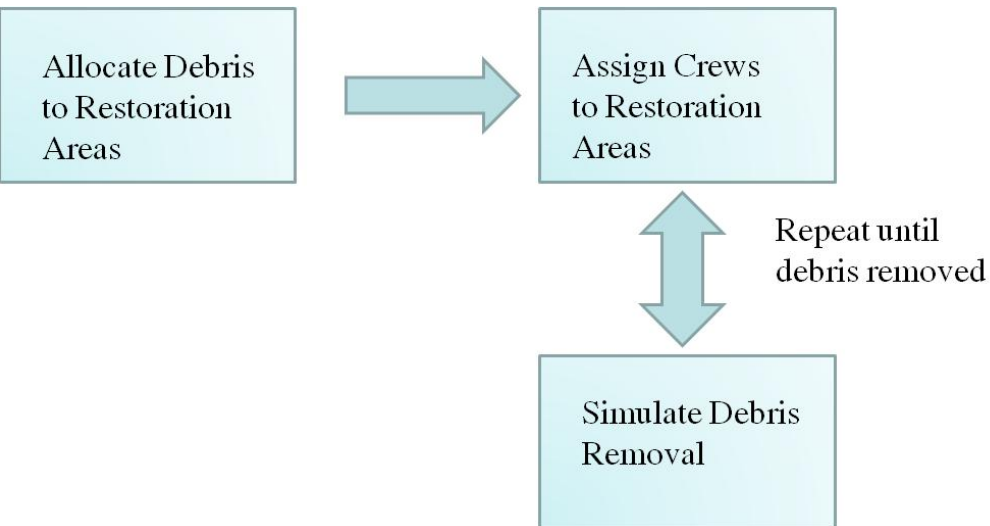 Allocate Debris
to Restoration
Areas
Assign Crews
to Restoration
Areas
Repeat until
debris removed
Simulate Debris
Removal